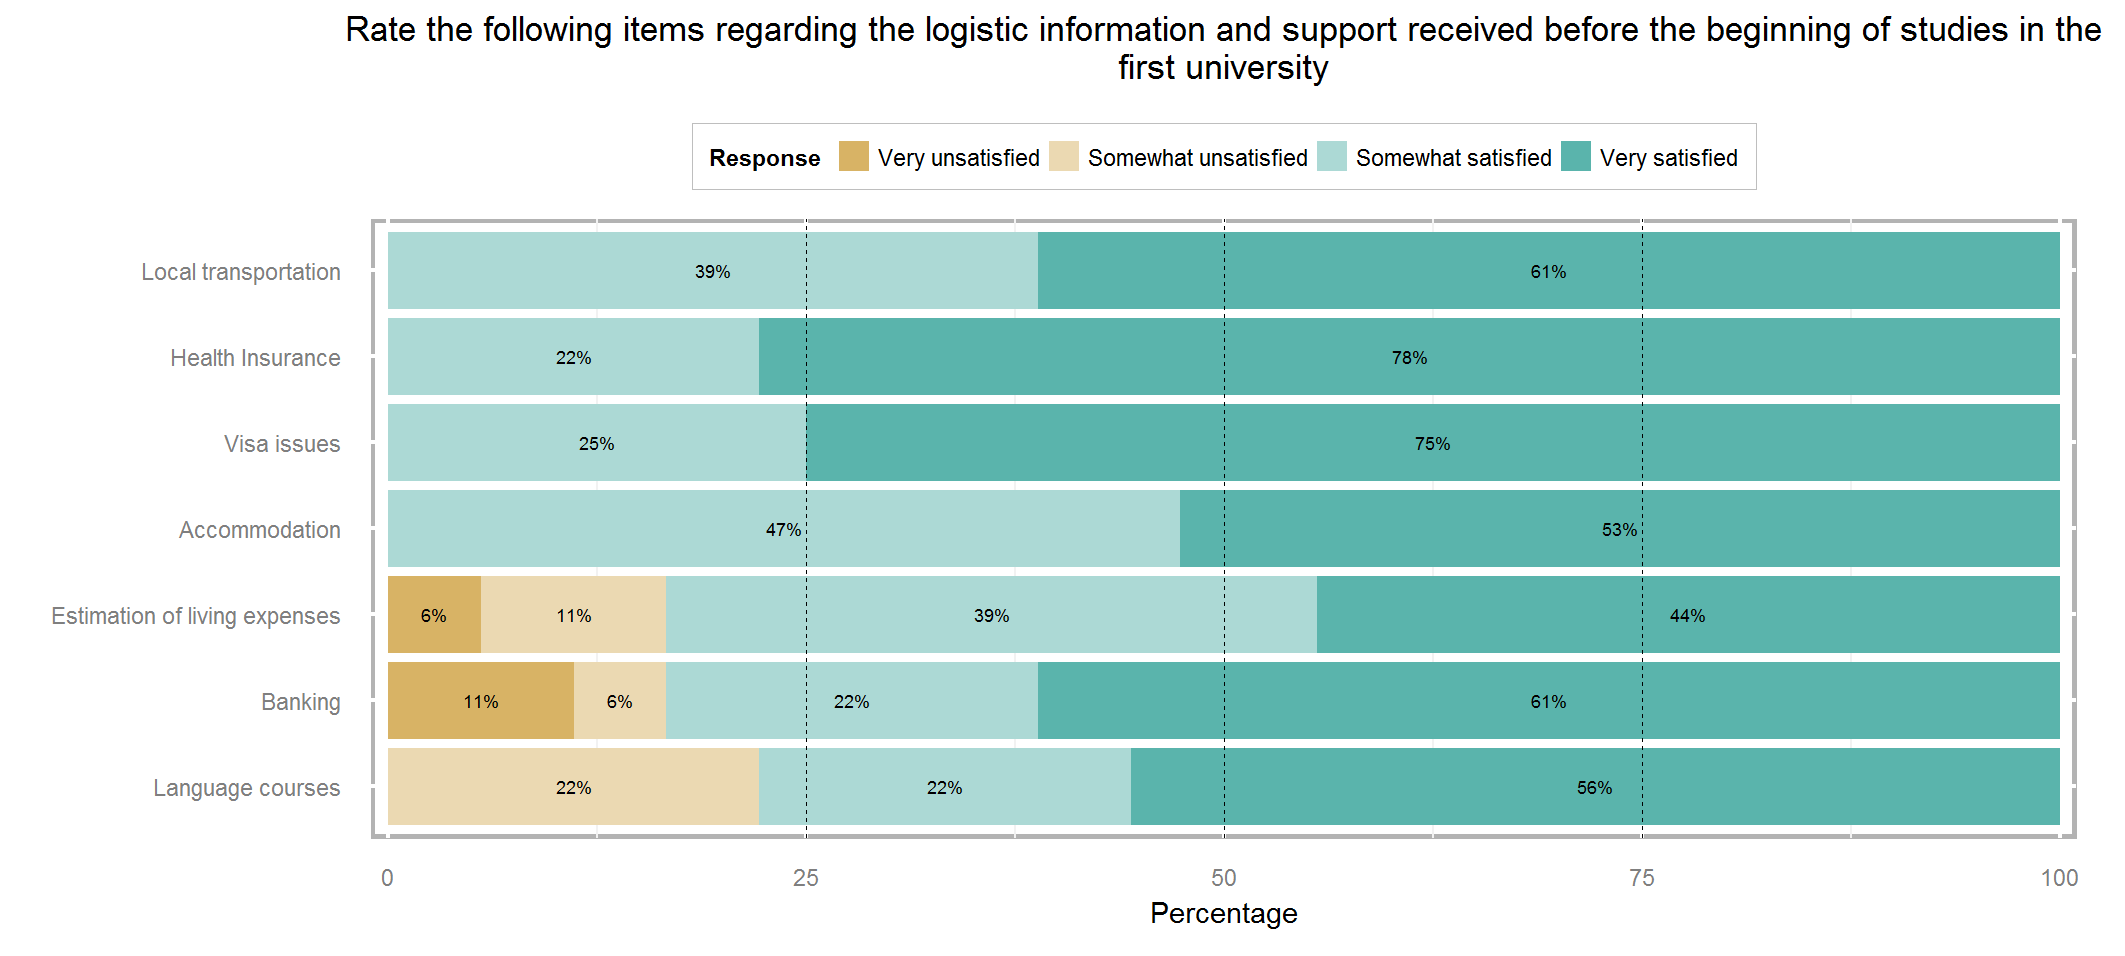 Rate the following items regarding the logistic information and support received before the beginning of studies in the
first university
Response Very unsatisfied Somewhat unsatisfied Somewhat satisfied Very satisfied
Local transportation 39% 61%
Health Insurance 22% 78%
Visa issues 25% 75%
Accommodation 47% 53%
Estimation of living expenses 6% 11% 39% 44%
Banking 11% 6% 22% 61%
Language courses 22% 22% 56%
0 25 50 75 100
Percentage